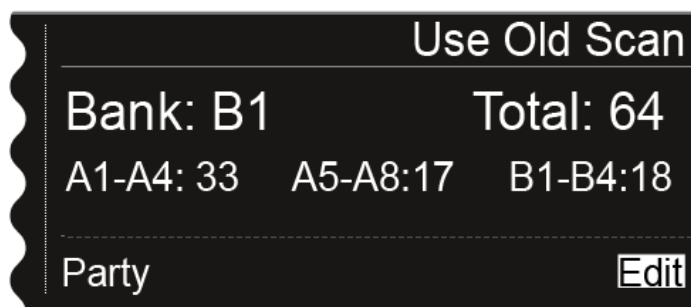 Use Old Scan
Bank: B1 Total: 64
A1-A4: 33 A5-A8:17 B1-B4:18
Party Edit